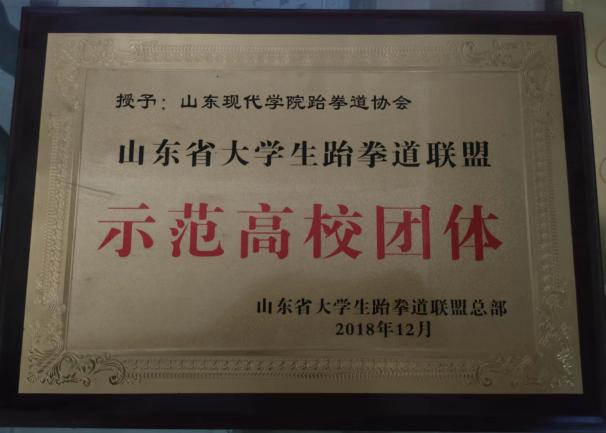 授予：山东现代学院跆拳道协会
山东省大学生跆拳道联盟
示范高校团体
山东省大学生跆拳道联盟总部
2018年12月